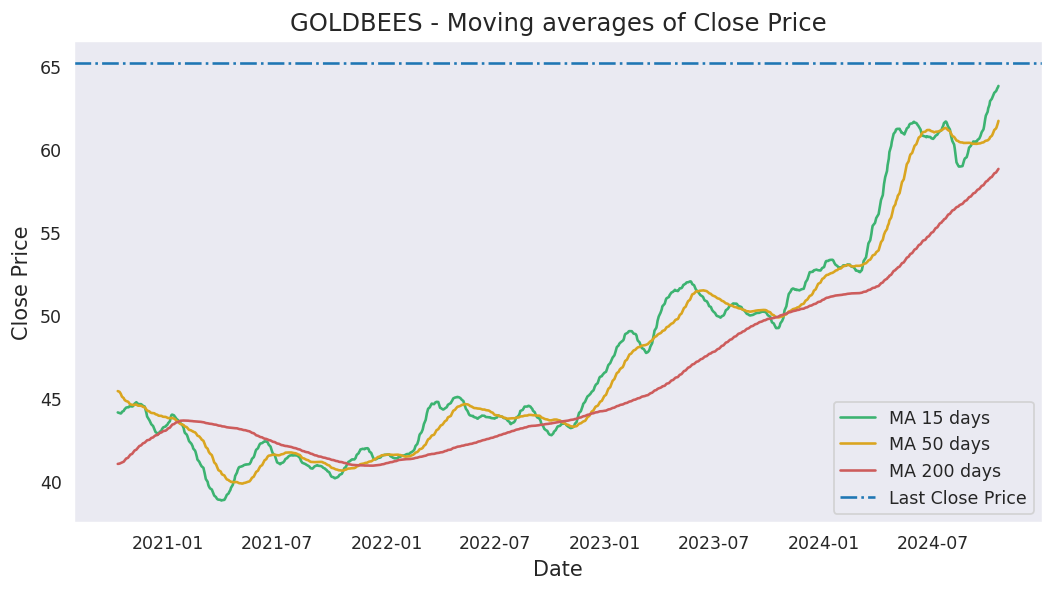 GOLDBEES - Moving averages of Close Price
65
60
55
50
45
40
Close Price
MA 15 days
MA 50 days
MA 200 days
Last Close Price
2021-01 2021-07 2022-01 2022-07 2023-01 2023-07 2024-01 2024-07
Date